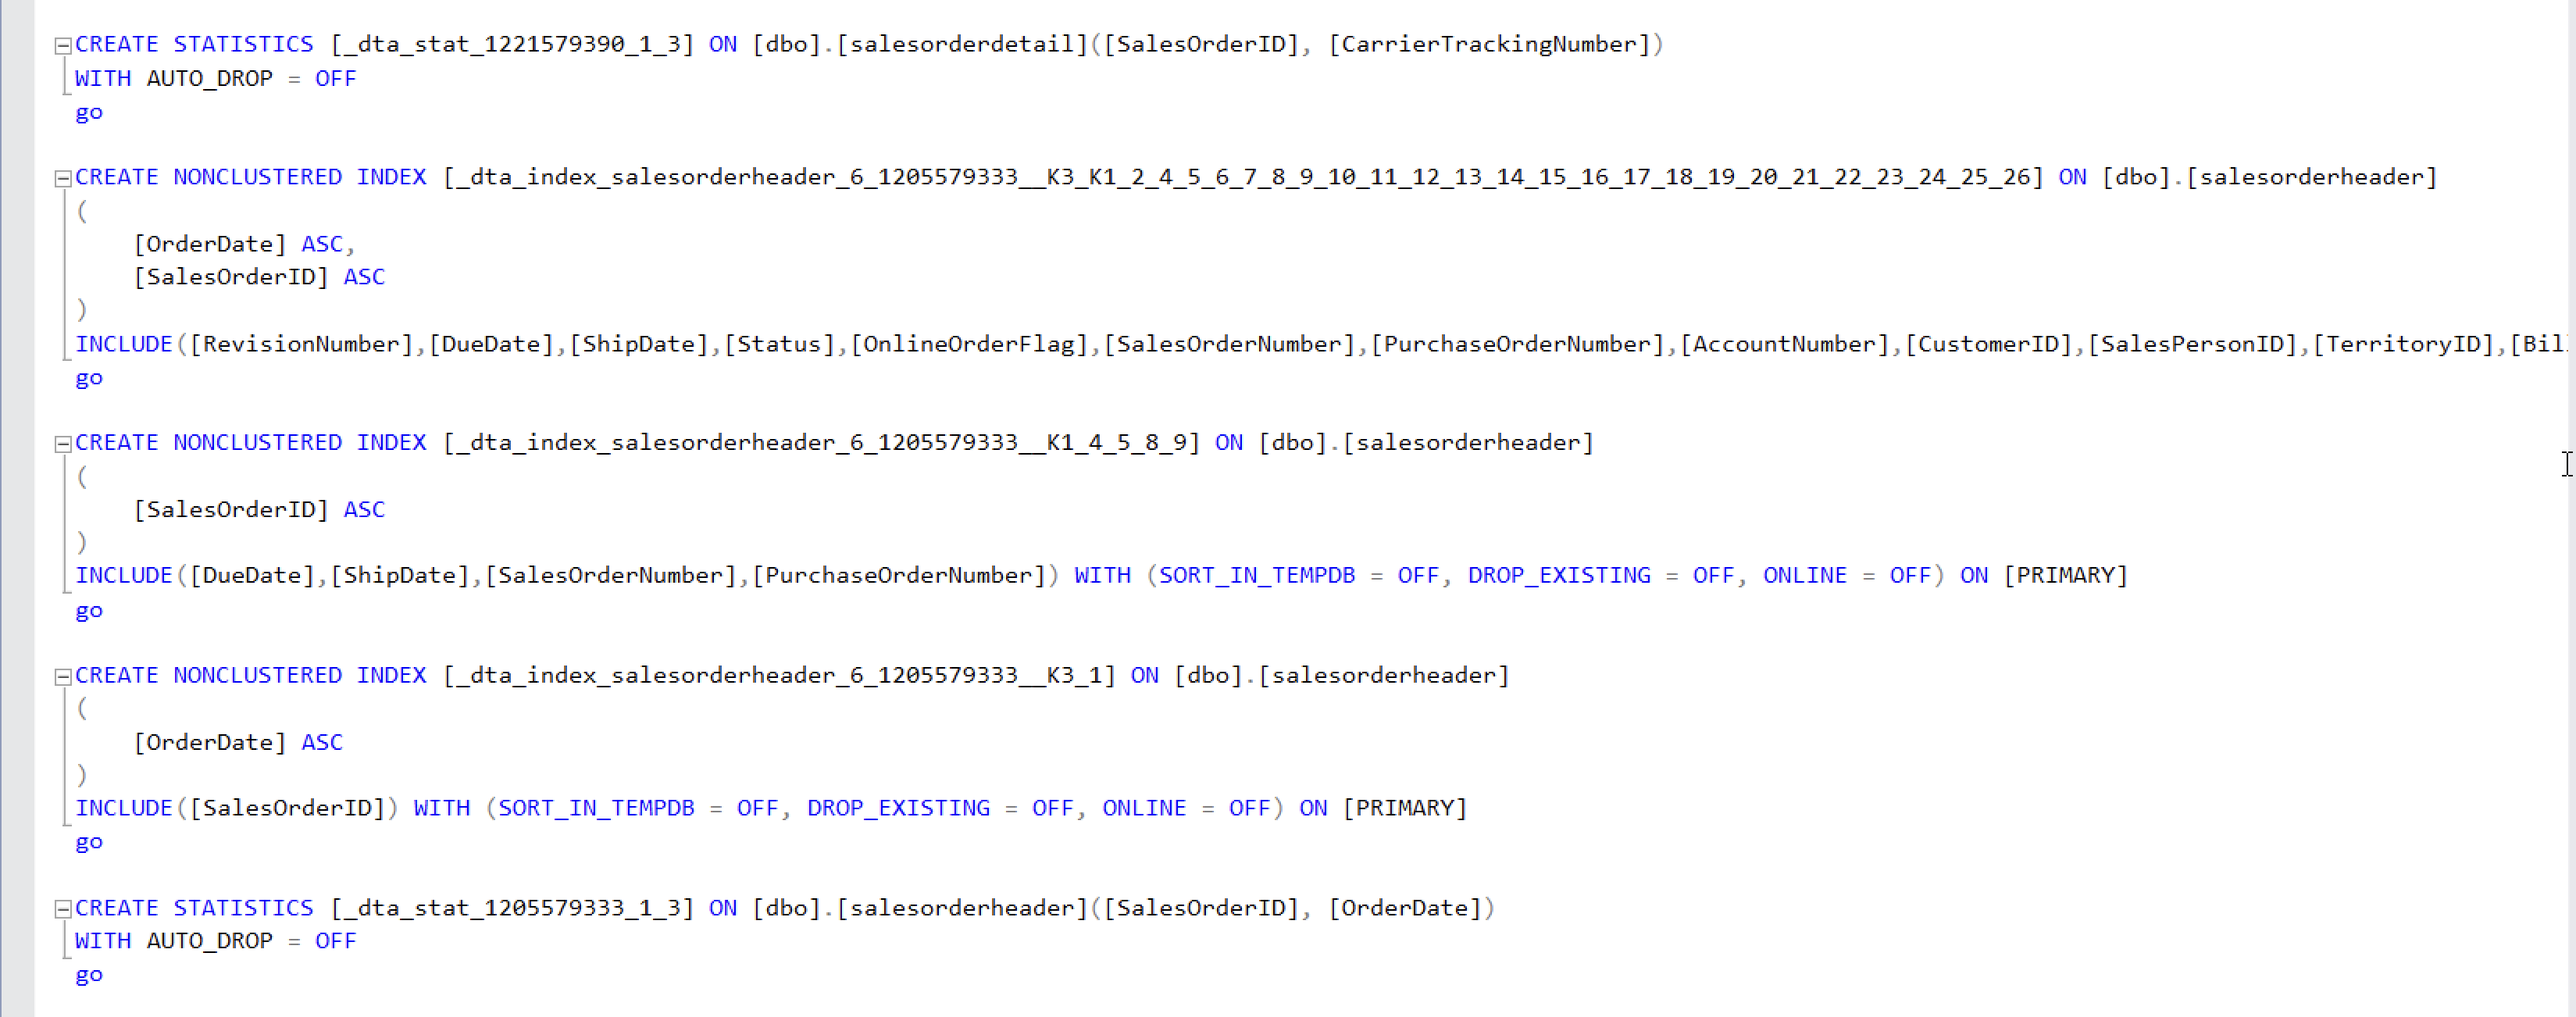 CREATE STATISTICS [_dta_stat_1221579390_1_3] ON [dbo].[salesorderdetail]([SalesOrderID], [CarrierTrackingNumber])
WITH AUTO_DROP = OFF
go
CREATE NONCLUSTERED INDEX [_dta_index_salesorderheader_6_1205579333__K3_K1_2_4_5_6_7_8_9_10_11_12_13_14_15_16_17_18_19_20_21_22_23_24_25_26] ON [dbo].[salesorderheader]
(
[OrderDate] ASC,
[SalesOrderID] ASC
)
INCLUDE([RevisionNumber],[DueDate],[ShipDate],[Status],[OnlineOrderFlag],[SalesOrderNumber],[PurchaseOrderNumber],[AccountNumber],[CustomerID],[SalesPersonID],[TerritoryID],[Bil
go
CREATE NONCLUSTERED INDEX [_dta_index_salesorderheader_6_1205579333__K1_4_5_8_9] ON [dbo].[salesorderheader]
(
[SalesOrderID] ASC
)
INCLUDE([DueDate],[ShipDate],[SalesOrderNumber],[PurchaseOrderNumber]) WITH (SORT_IN_TEMPDB = OFF, DROP_EXISTING = OFF, ONLINE = OFF) ON [PRIMARY]
go
CREATE NONCLUSTERED INDEX [_dta_index_salesorderheader_6_1205579333__K3_1] ON [dbo].[salesorderheader]
(
[OrderDate] ASC
)
INCLUDE([SalesOrderID]) WITH (SORT_IN_TEMPDB = OFF, DROP_EXISTING = OFF, ONLINE = OFF) ON [PRIMARY]
go
CREATE STATISTICS [_dta_stat_1205579333_1_3] ON [dbo].[salesorderheader]([SalesOrderID], [OrderDate])
WITH AUTO_DROP = OFF
go